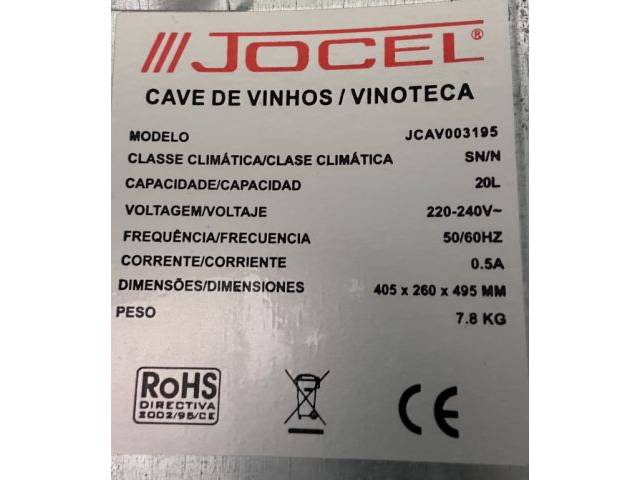 JOCEL®
CAVE DE VINHOS / VINOTECA
MODELO JCAV003195
CLASSE CLIMÁTICA/CLASE CLIMÁTICA SN/N
CAPACIDADE/CAPACIDAD 20L
VOLTAGEM/VOLTAJE 220-240V~
FREQUÊNCIA/FRECUENCIA 50/60HZ
CORRENTE/CORRIENTE 0.5A
DIMENSÕES/DIMENSIONES 405 x 260 x 495 MM
PESO 7.8 KG
RoHS
DIRECTIVA
2002/95/CE
CE